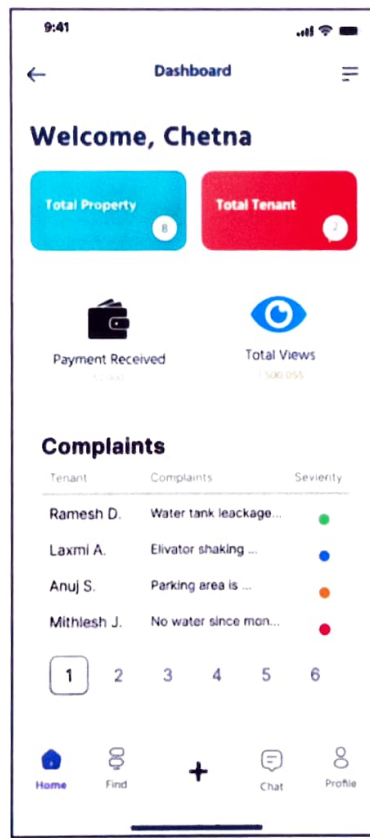 9:41
Dashboard
Welcome, Chetna
Total Property
8
Total Tenant
Payment Received
Total Views
Complaints
Tenant Complaints Sevierity
Ramesh D. Water tank leackage...
Laxmi A. Elivator shaking ...
Anuj S. Parking area is ...
Mithlesh J. No water since mon...
1 2 3 4 5 6
Home Find + Chat Profile